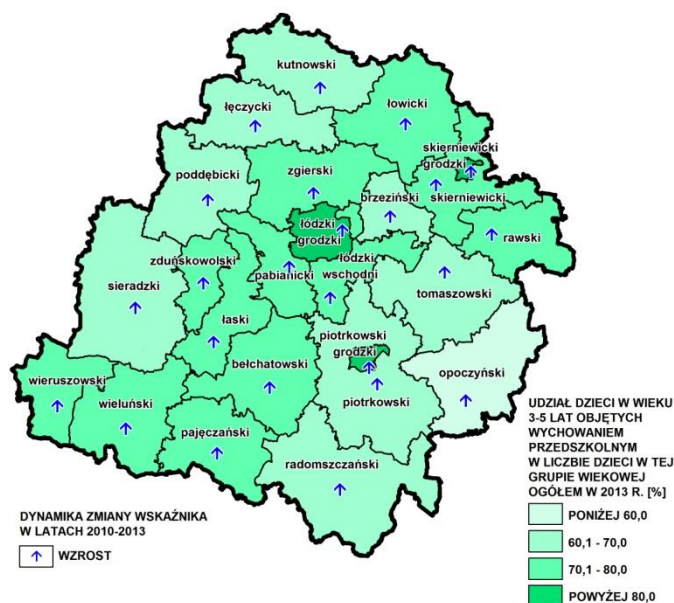 kutnowski
łęczycki
łowicki
skierniewicki
grodzki
poddębicki
zgierski
brzeziński
skierniewicki
łódzki
grodzki
rawski
zduńskowolski
pabianicki
łódzki
wschodni
sieradzki
tomaszowski
łaski
piotrkowski
grodzki
bełchatowski
opoczyński
wieruszowski
wieluński
piotrkowski
pajęczański
radomszczański
UDZIAŁ DZIECI W WIEKU
3-5 LAT OBJĘTYCH
WYCHOWANIEM
PRZEDSZKOLNYM
W LICZBIE DZIECI W TEJ
GRUPIE WIEKOWEJ
OGÓŁEM W 2013 R. [%]
PONIŻEJ 60,0
60,1 - 70,0
70,1 - 80,0
POWYŻEJ 80,0
DYNAMIKA ZMIANY WSKAŹNIKA
W LATACH 2010-2013
WZROST